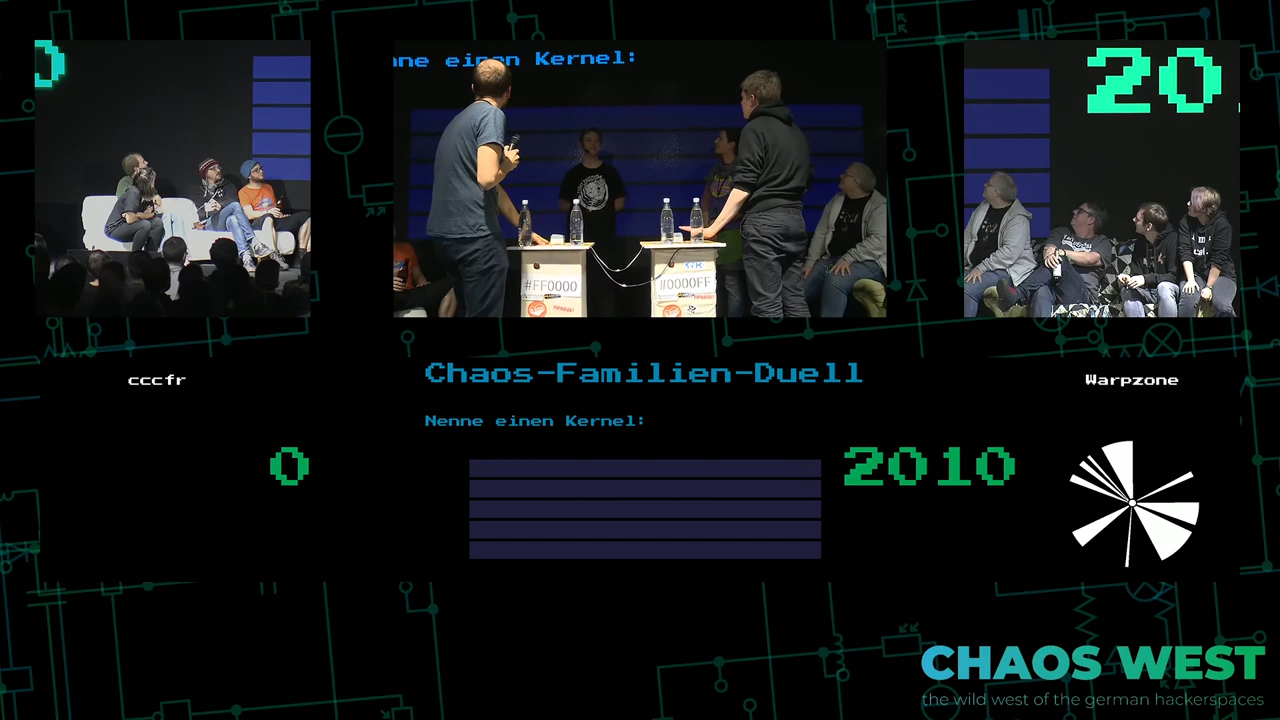 nne einen Kernel:
20
#FF0000
#0000FF
Chaos-Familien-Duell
cccfr
Warpzone
Nenne einen Kernel:
0
2010
CHAOS WEST
the wild west of the german hackerspaces